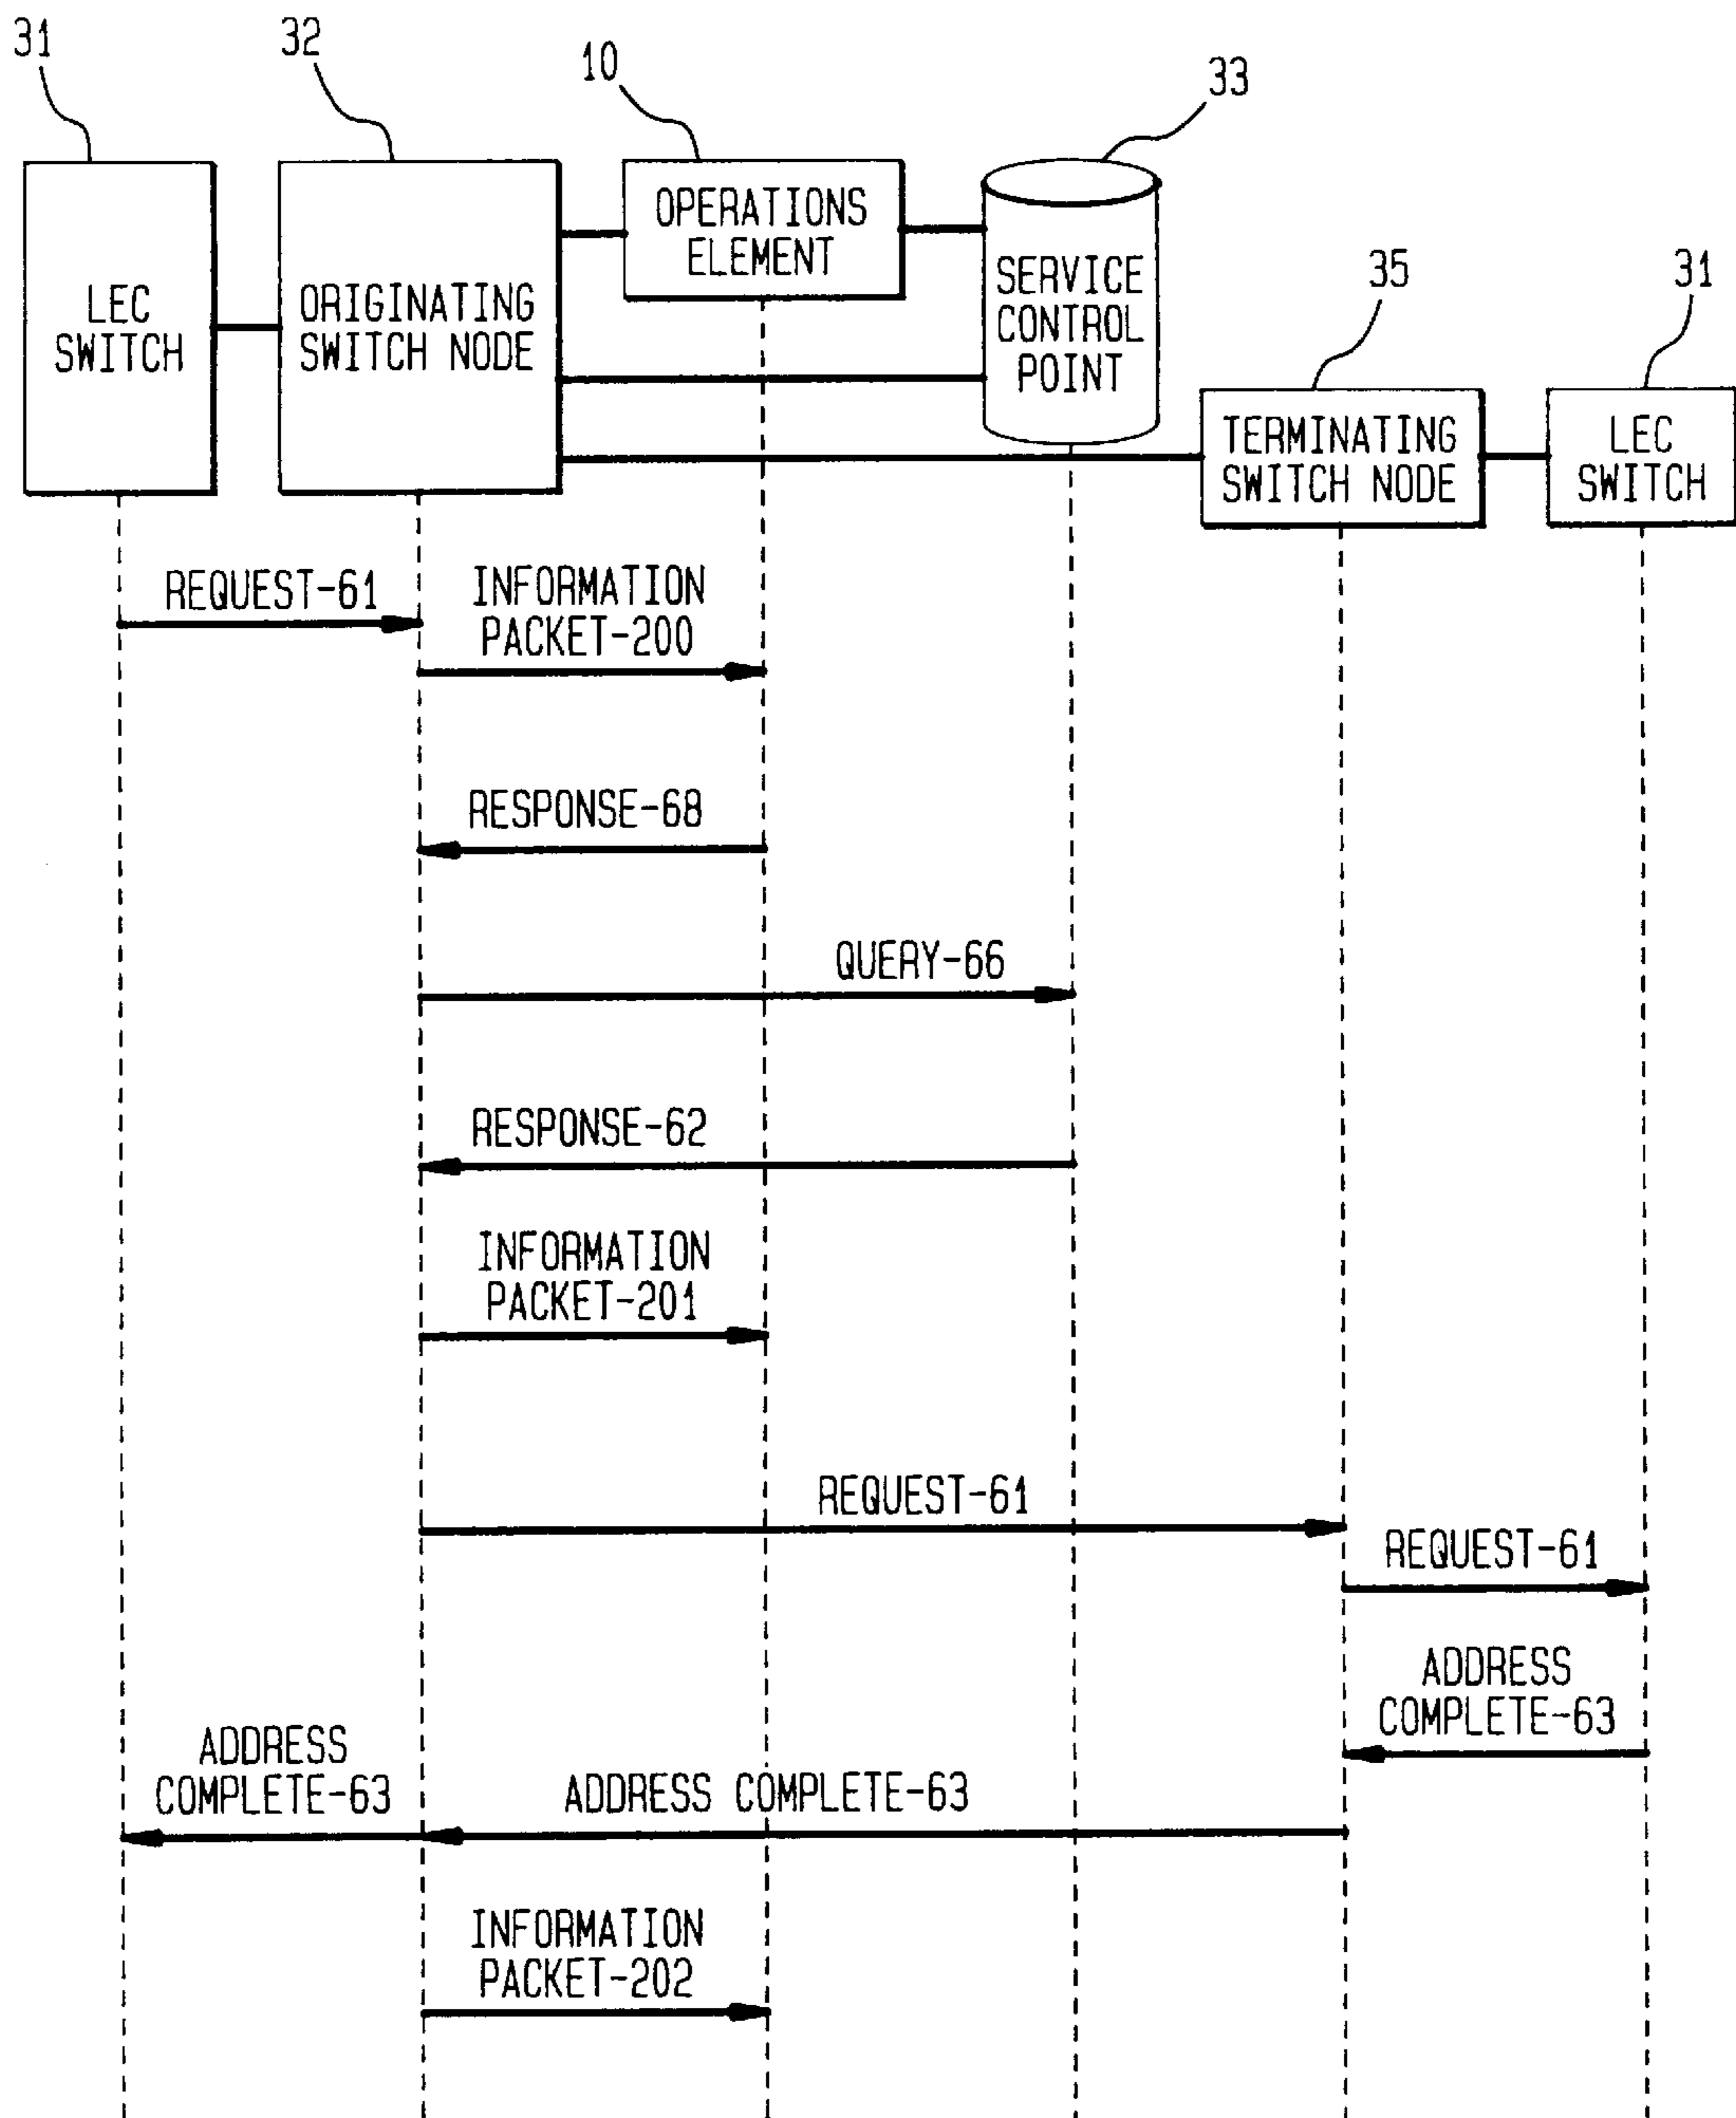 31
32
10
33
OPERATIONS
ELEMENT
LEC
SWITCH
ORIGINATING
SWITCH NODE
SERVICE
CONTROL
POINT
35
31
TERMINATING
SWITCH NODE
LEC
SWITCH
REQUEST-61
INFORMATION
PACKET-200
RESPONSE-68
QUERY-66
RESPONSE-62
INFORMATION
PACKET-201
REQUEST-61
REQUEST-61
ADDRESS
COMPLETE-63
ADDRESS
COMPLETE-63
ADDRESS COMPLETE-63
INFORMATION
PACKET-202